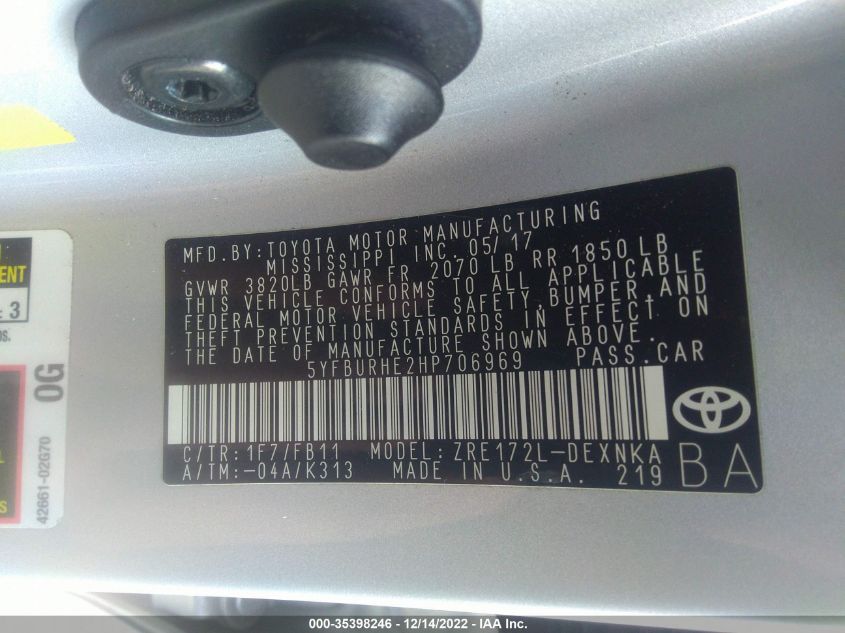 MFD. BY: TOYOTA MOTOR MANUFACTURING
MISSISSIPPI INC. 05/17
GVWR 3820LB GAWR FR 2070 LB RR 1850 LB
THIS VEHICLE CONFORMS TO ALL APPLICABLE
FEDERAL MOTOR VEHICLE SAFETY, BUMPER, AND
THEFT PREVENTION STANDARDS IN EFFECT ON
THE DATE OF MANUFACTURE SHOWN ABOVE.
5YFBURHE2HP706969 PASS. CAR
C/TR: 1F7/FB11 MODEL: ZRE172L-DEXNKA
A/TM: -04A/K313 MADE IN U.S.A. 219
BA
3
0G
42661-02G70
000-35398246 - 12/14/2022 - IAA Inc.